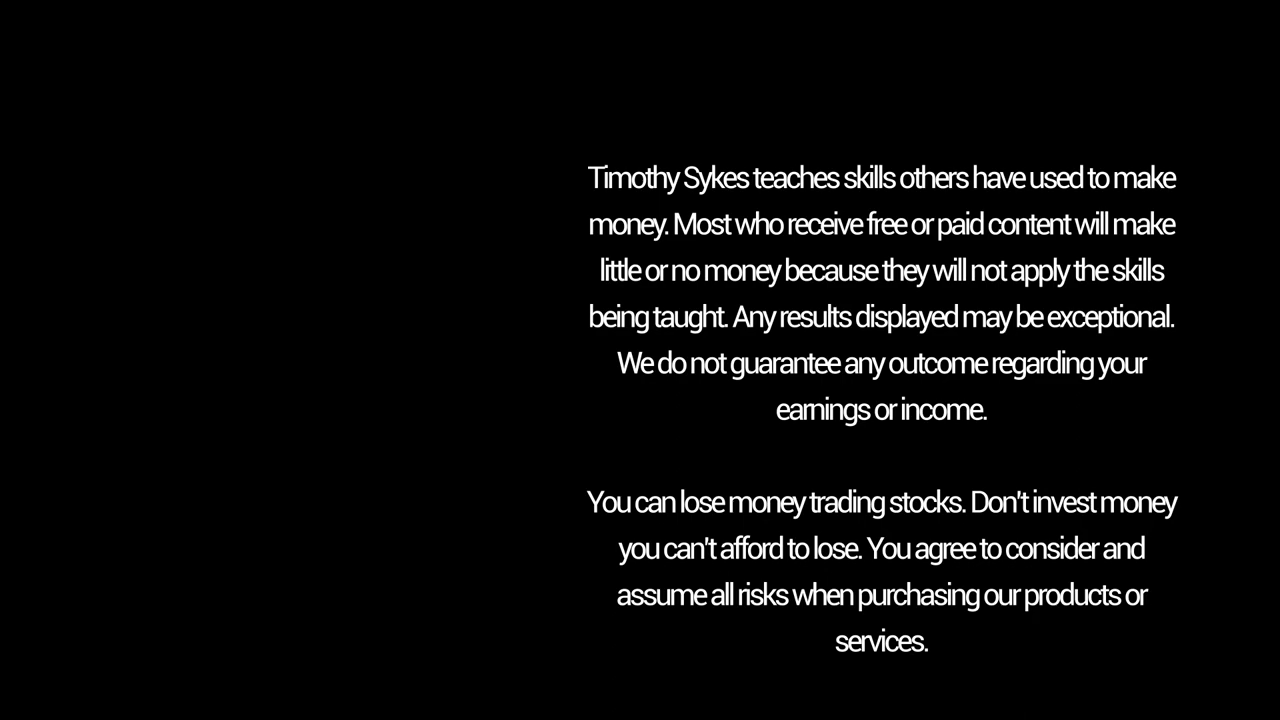 Timothy Sykes teaches skills others have used to make
money. Most who receive free or paid content will make
little or no money because they will not apply the skills
being taught. Any results displayed may be exceptional.
We do not guarantee any outcome regarding your
earnings or income.
You can lose money trading stocks. Don't invest money
you can't afford to lose. You agree to consider and
assume all risks when purchasing our products or
services.